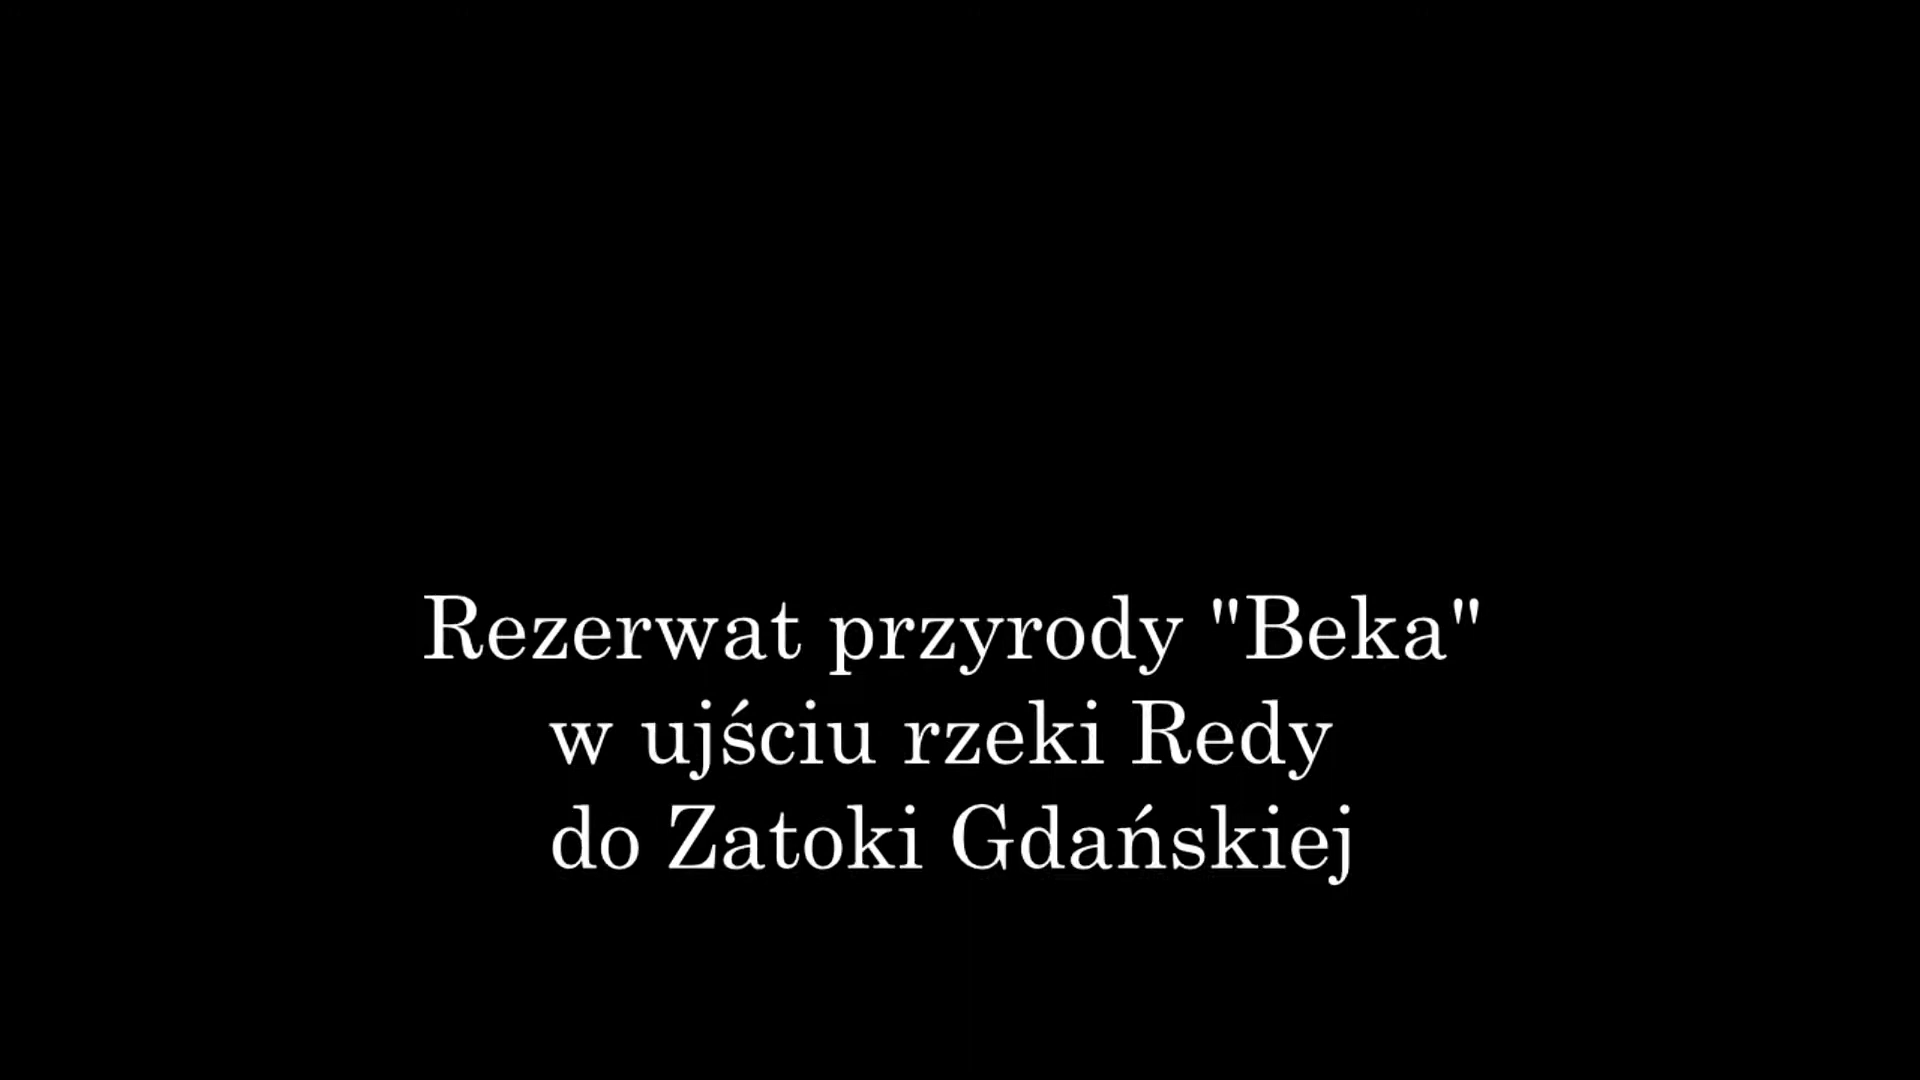 Rezerwat przyrody "Beka"
w ujściu rzeki Redy
do Zatoki Gdańskiej